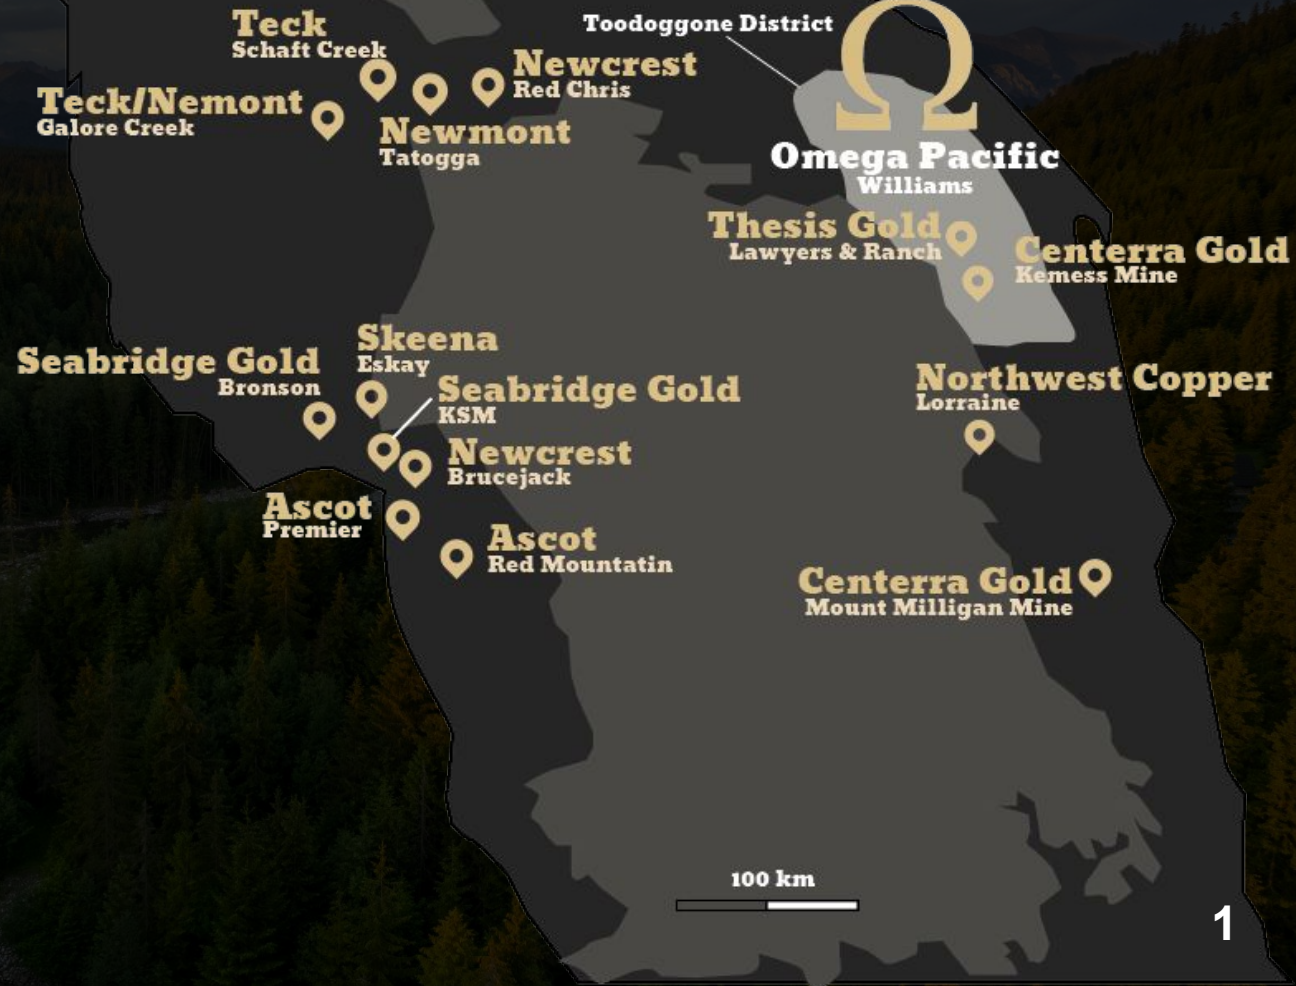 Teck
Schaft Creek
Toodoggone District
Ω
Newcrest
Red Chris
Teck/Nemont
Galore Creek
Newmont
Tatogga
Omega Pacific
Williams
Thesis Gold
Lawyers & Ranch
Centerra Gold
Kemess Mine
Skeena
Eskay
Seabridge Gold
Bronson
Seabridge Gold
KSM
Northwest Copper
Lorraine
Newcrest
Brucejack
Ascot
Premier
Ascot
Red Mountatin
Centerra Gold
Mount Milligan Mine
100 km
1